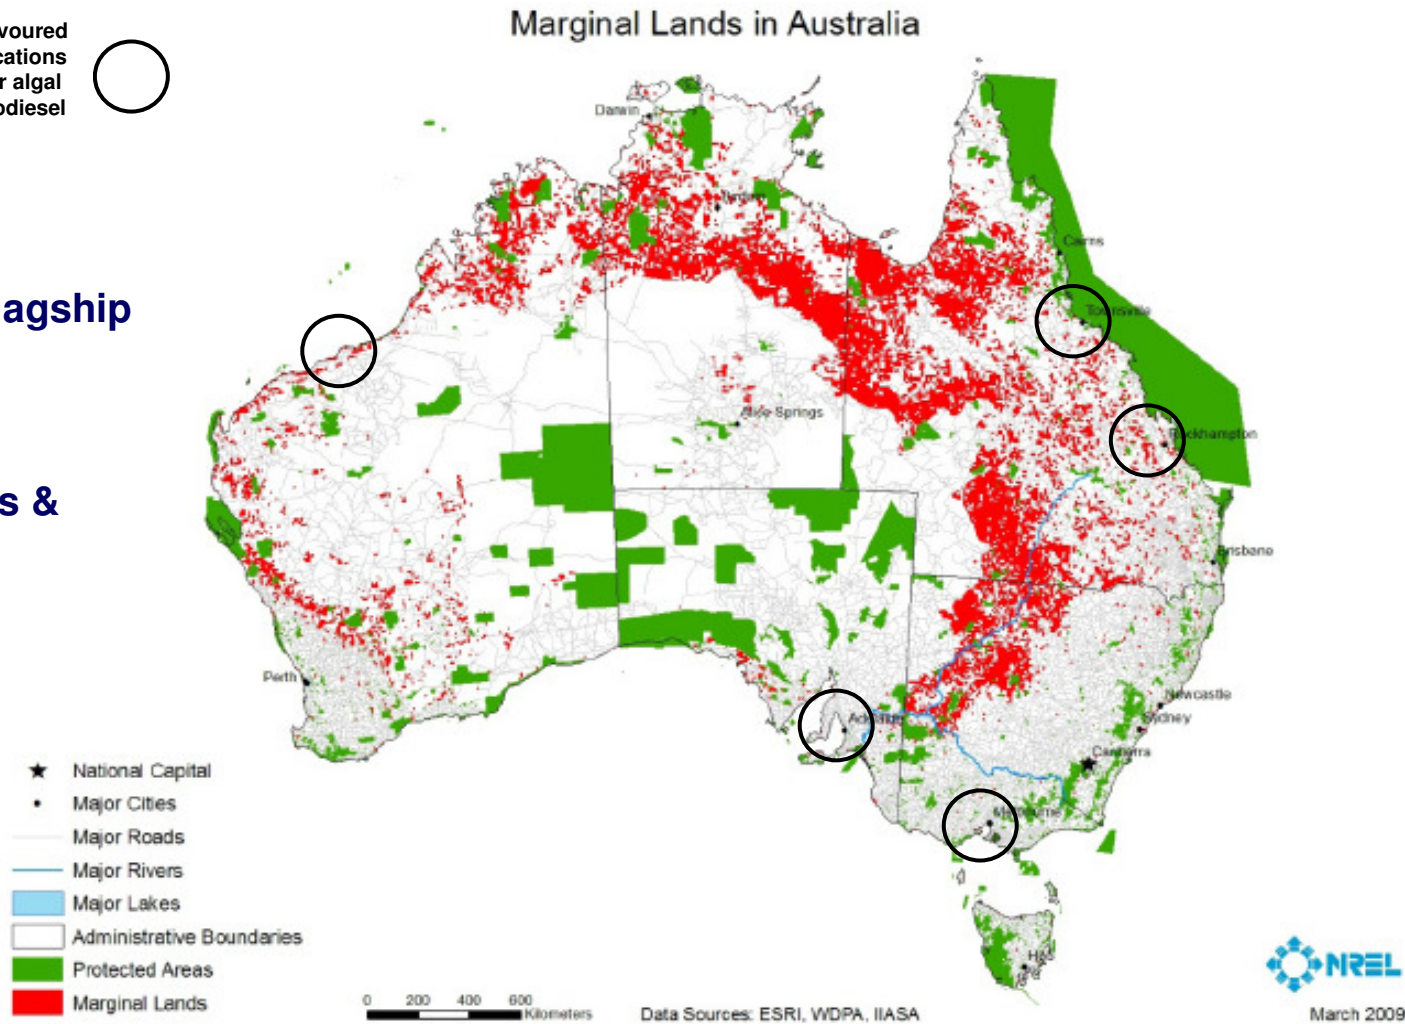 Marginal Lands in Australia
voured
cations
r algal
odiesel
agship
s &
Darwin
Cairns
Townsville
Alice Springs
Rockhampton
Brisbane
Perth
Newcastle
Sydney
Adelaide
Canberra
Melbourne
National Capital
Major Cities
Major Roads
Major Rivers
Major Lakes
Administrative Boundaries
Protected Areas
Marginal Lands
0 200 400 600
Kilometers
Data Sources: ESRI, WDPA, IIASA
NREL
March 2009